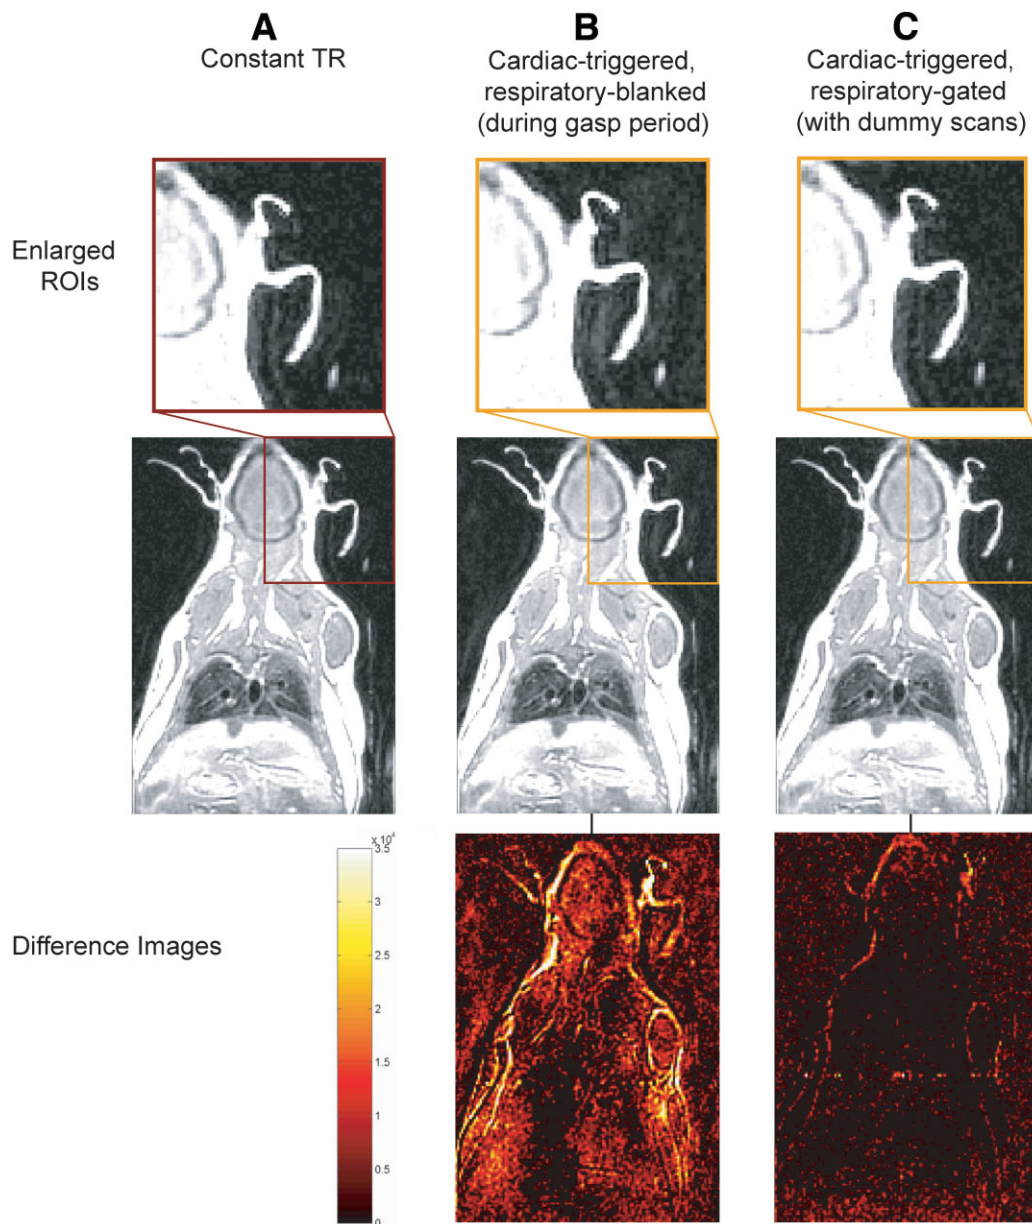 A
Constant TR
B
Cardiac-triggered,
respiratory-blanked
(during gasp period)
C
Cardiac-triggered,
respiratory-gated
(with dummy scans)
Enlarged
ROIs
Difference Images
x 10⁴
3.5
3
2.5
2
1.5
1
0.5
0